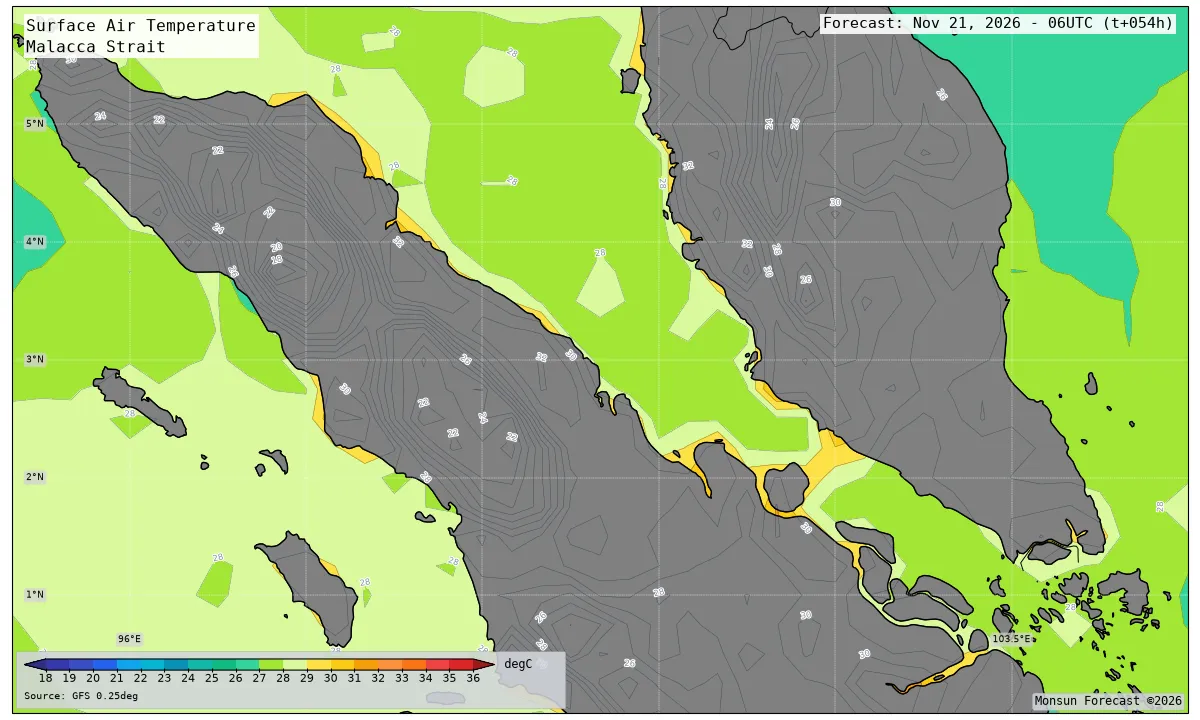 Surface Air Temperature
Malacca Strait
Forecast: Nov 21, 2026 - 06UTC (t+054h)
5°N
4°N
3°N
2°N
1°N
96°E
103.5°E
18 19 20 21 22 23 24 25 26 27 28 29 30 31 32 33 34 35 36
degC
Source: GFS 0.25deg
Monsun Forecast ©2026